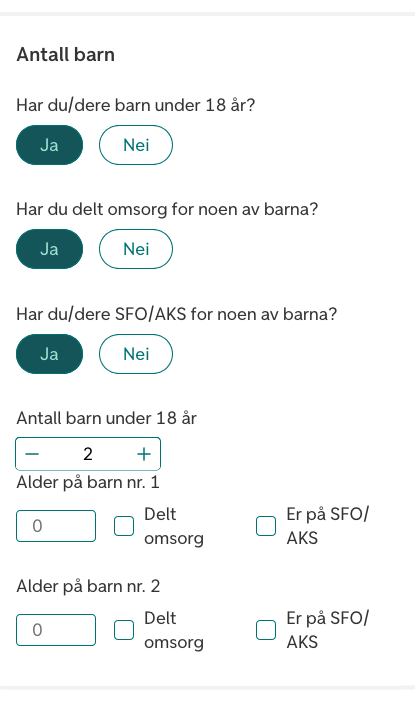 Antall barn
Har du/dere barn under 18 år?
Ja Nei
Har du delt omsorg for noen av barna?
Ja Nei
Har du/dere SFO/AKS for noen av barna?
Ja Nei
Antall barn under 18 år
− 2 +
Alder på barn nr. 1
0 Delt omsorg Er på SFO/ AKS
Alder på barn nr. 2
0 Delt omsorg Er på SFO/ AKS